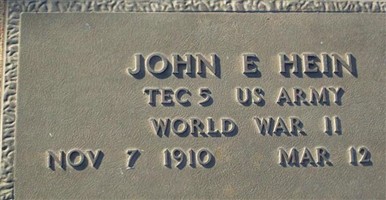 JOHN E HEIN
TEC 5 US ARMY
WORLD WAR II
NOV 7 1910 MAR 12